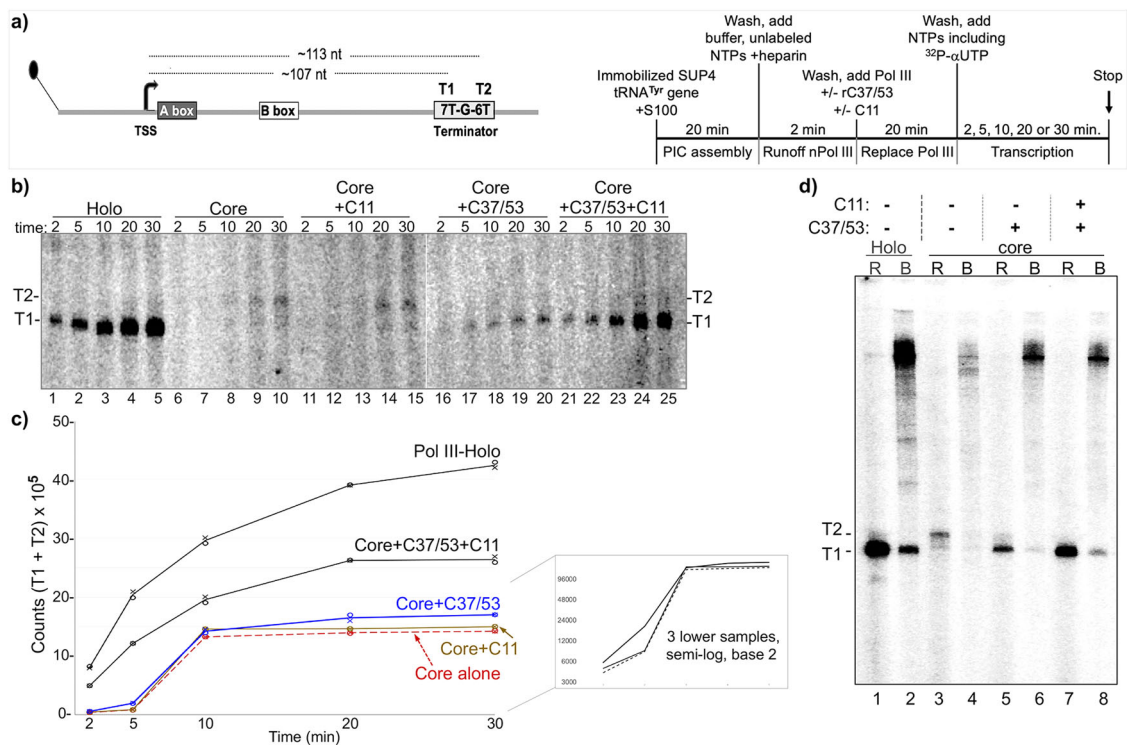 a)
~113 nt
~107 nt
T1 T2
A box
B box
7T-G-6T
TSS
Terminator
Wash, add
buffer, unlabeled
NTPs +heparin
Wash, add
NTPs including
³²P-αUTP
Immobilized SUP4
tRNAᵀʸʳ gene
+S100
Wash, add Pol III
+/- rC37/53
+/- C11
Stop
20 min
2 min
20 min
2, 5, 10, 20 or 30 min.
PIC assembly
Runoff nPol III
Replace Pol III
Transcription
b)
Holo
Core
Core
+C11
Core
+C37/53
Core
+C37/53+C11
time: 2 5 10 20 30 2 5 10 20 30 2 5 10 20 30 2 5 10 20 30 2 5 10 20 30
T2-
T1-
-T2
-T1
1 2 3 4 5 6 7 8 9 10 11 12 13 14 15 16 17 18 19 20 21 22 23 24 25
c)
Counts (T1 + T2) x 10⁵
50
40
30
20
10
0
2 5 10 20 30
Time (min)
Pol III-Holo
Core+C37/53+C11
Core+C37/53
Core+C11
Core alone
96000
48000
24000
12000
6000
3000
3 lower samples,
semi-log, base 2
d)
C11: - - - +
C37/53: - - + +
Holo
core
R B R B R B R B
T2-
T1-
1 2 3 4 5 6 7 8